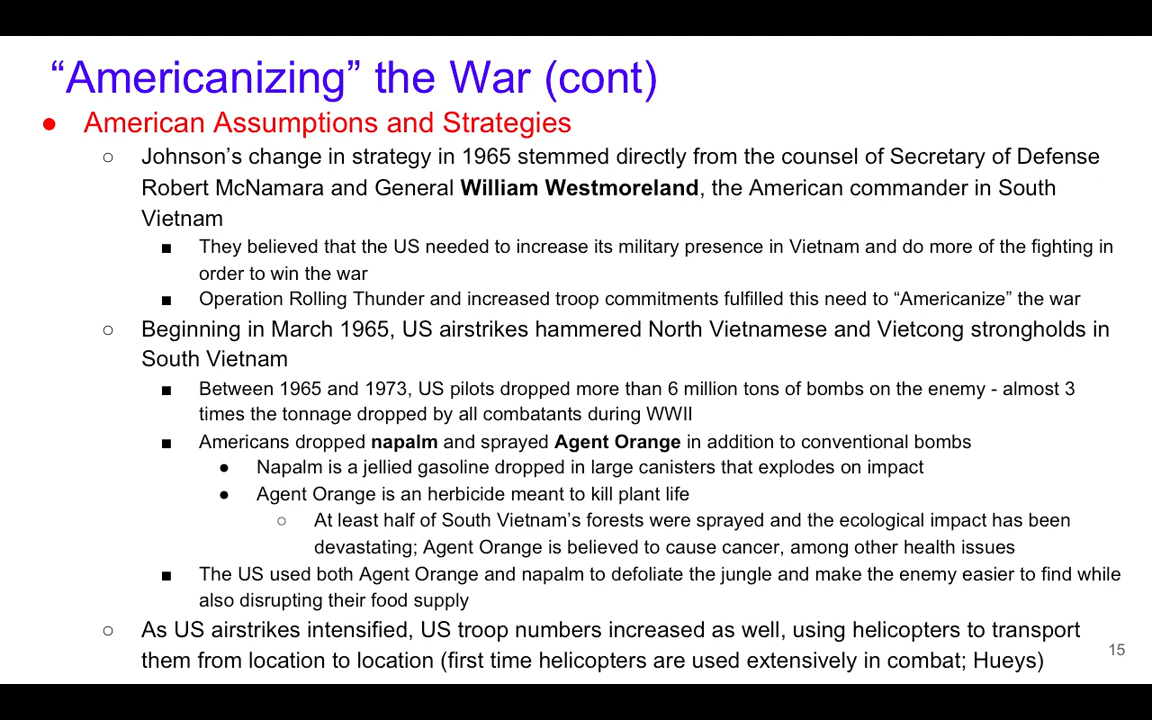 “Americanizing” the War (cont)
● American Assumptions and Strategies
○ Johnson’s change in strategy in 1965 stemmed directly from the counsel of Secretary of Defense
Robert McNamara and General William Westmoreland, the American commander in South
Vietnam
■ They believed that the US needed to increase its military presence in Vietnam and do more of the fighting in
order to win the war
■ Operation Rolling Thunder and increased troop commitments fulfilled this need to “Americanize” the war
○ Beginning in March 1965, US airstrikes hammered North Vietnamese and Vietcong strongholds in
South Vietnam
■ Between 1965 and 1973, US pilots dropped more than 6 million tons of bombs on the enemy - almost 3
times the tonnage dropped by all combatants during WWII
■ Americans dropped napalm and sprayed Agent Orange in addition to conventional bombs
● Napalm is a jellied gasoline dropped in large canisters that explodes on impact
● Agent Orange is an herbicide meant to kill plant life
○ At least half of South Vietnam’s forests were sprayed and the ecological impact has been
devastating; Agent Orange is believed to cause cancer, among other health issues
■ The US used both Agent Orange and napalm to defoliate the jungle and make the enemy easier to find while
also disrupting their food supply
○ As US airstrikes intensified, US troop numbers increased as well, using helicopters to transport
them from location to location (first time helicopters are used extensively in combat; Hueys)
15